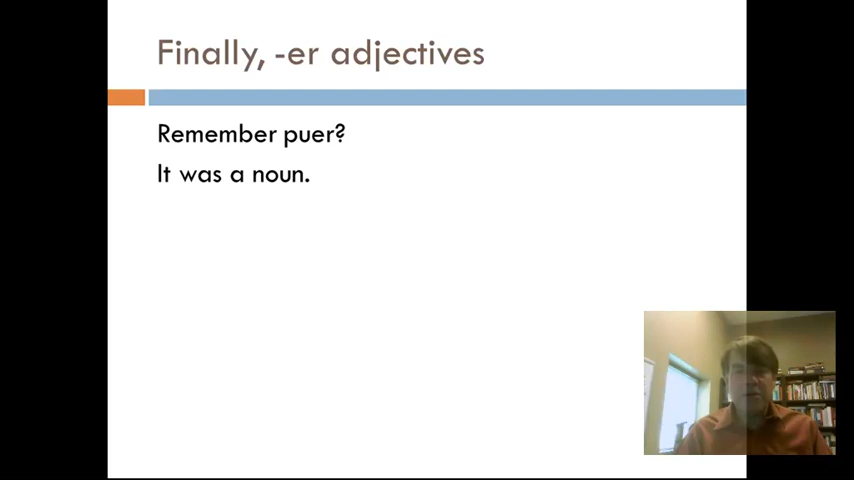 Finally, -er adjectives
Remember puer?
It was a noun.